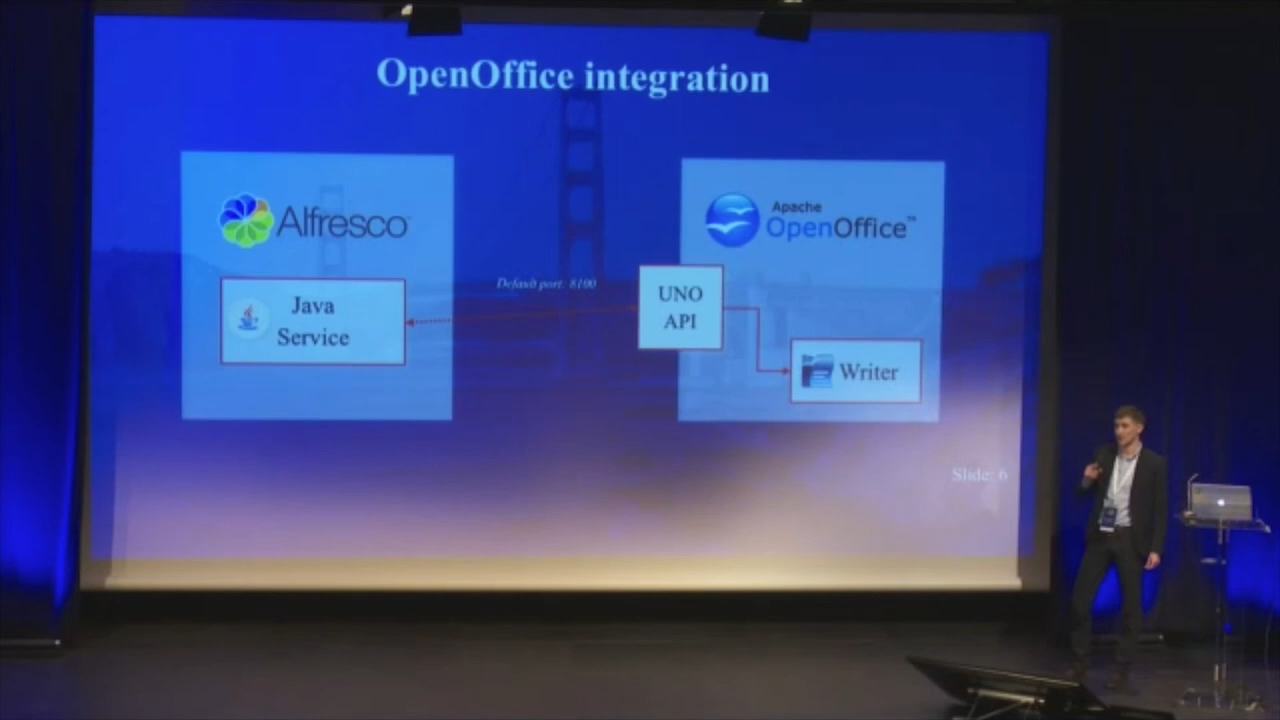 OpenOffice integration
Alfresco
Java
Service
Default port: 8100
Apache
OpenOffice™
UNO
API
Writer
Slide: 6